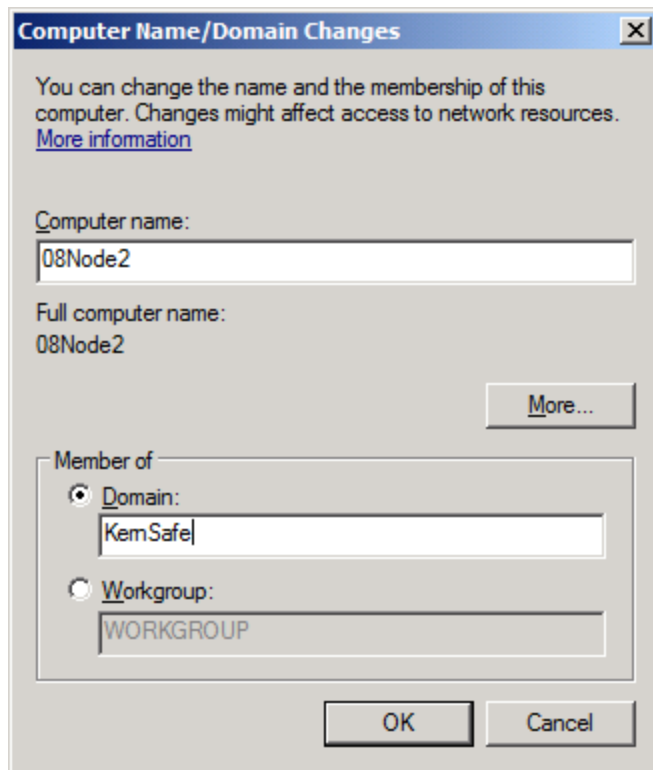 Computer Name/Domain Changes
You can change the name and the membership of this
computer. Changes might affect access to network resources.
More information
Computer name:
08Node2
Full computer name:
08Node2
More...
Member of
Domain:
KernSafe
Workgroup:
WORKGROUP
OK
Cancel